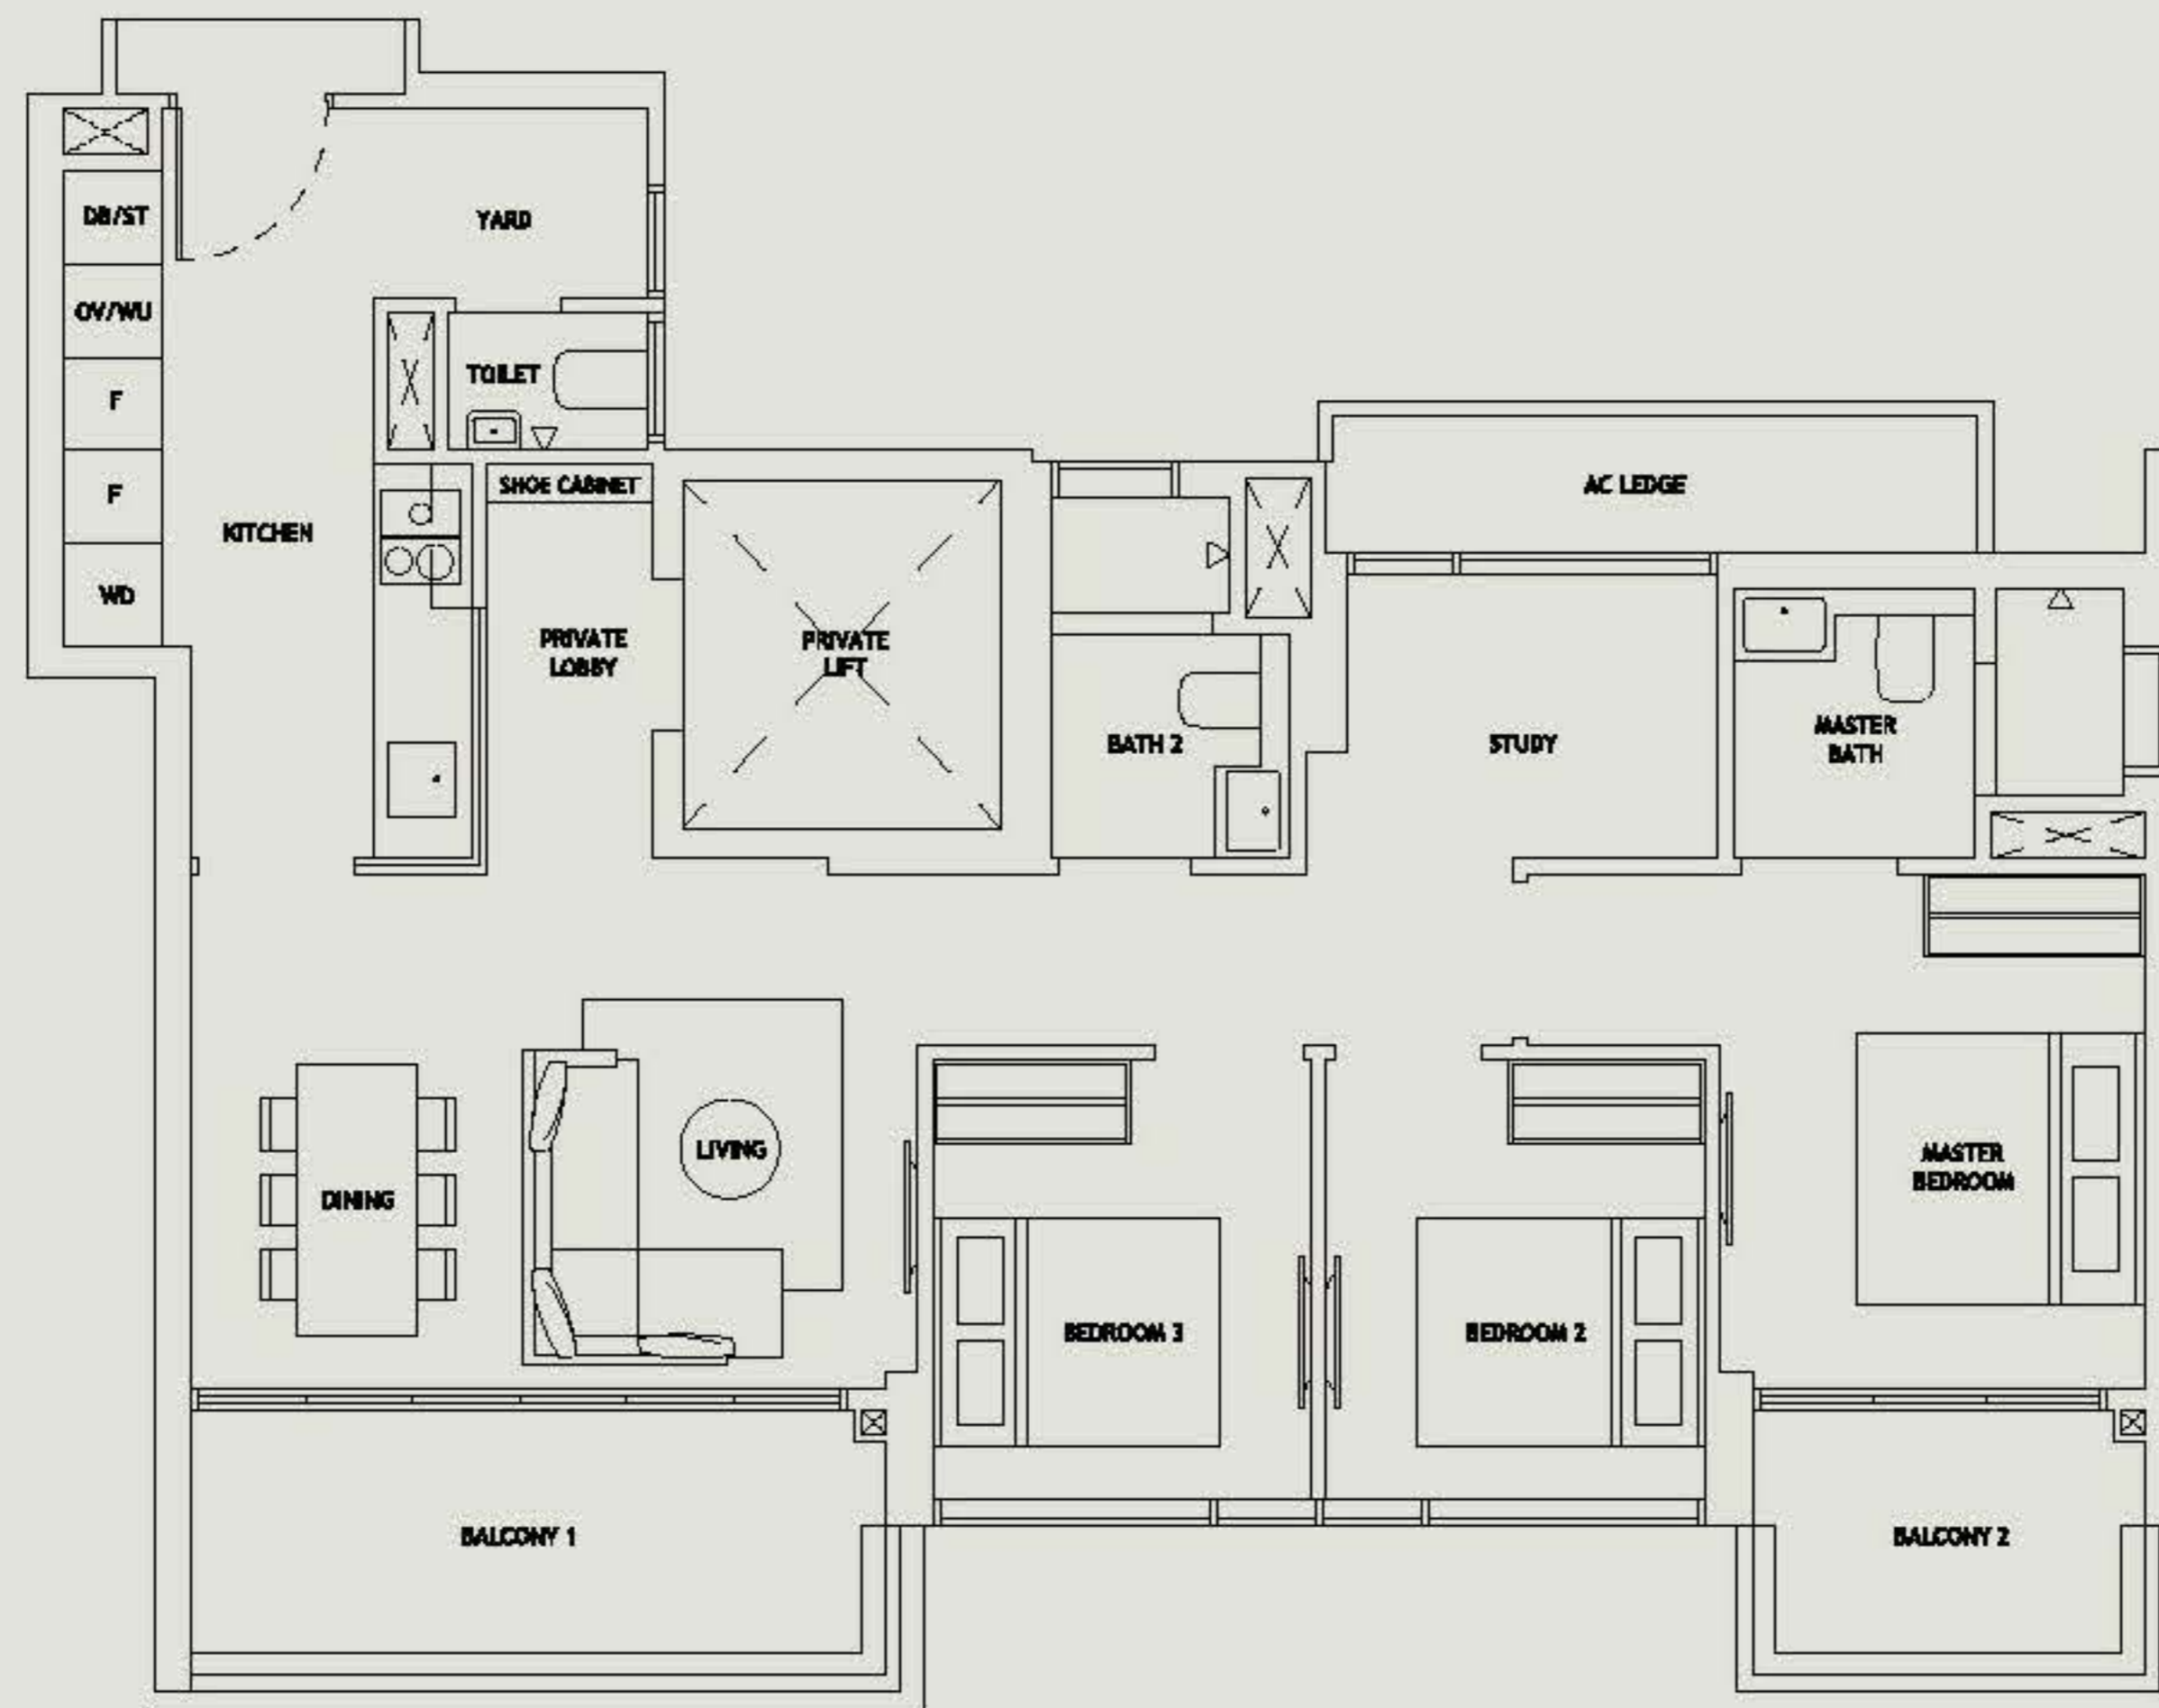 DB/ST
YARD
OV/WU
TOILET
F
F
SHOE CABINET
AC LEDGE
KITCHEN
WD
PRIVATE
LOBBY
PRIVATE
LIFT
BATH 2
STUDY
MASTER
BATH
LIVING
DINING
MASTER
BEDROOM
BEDROOM 3
BEDROOM 2
BALCONY 1
BALCONY 2